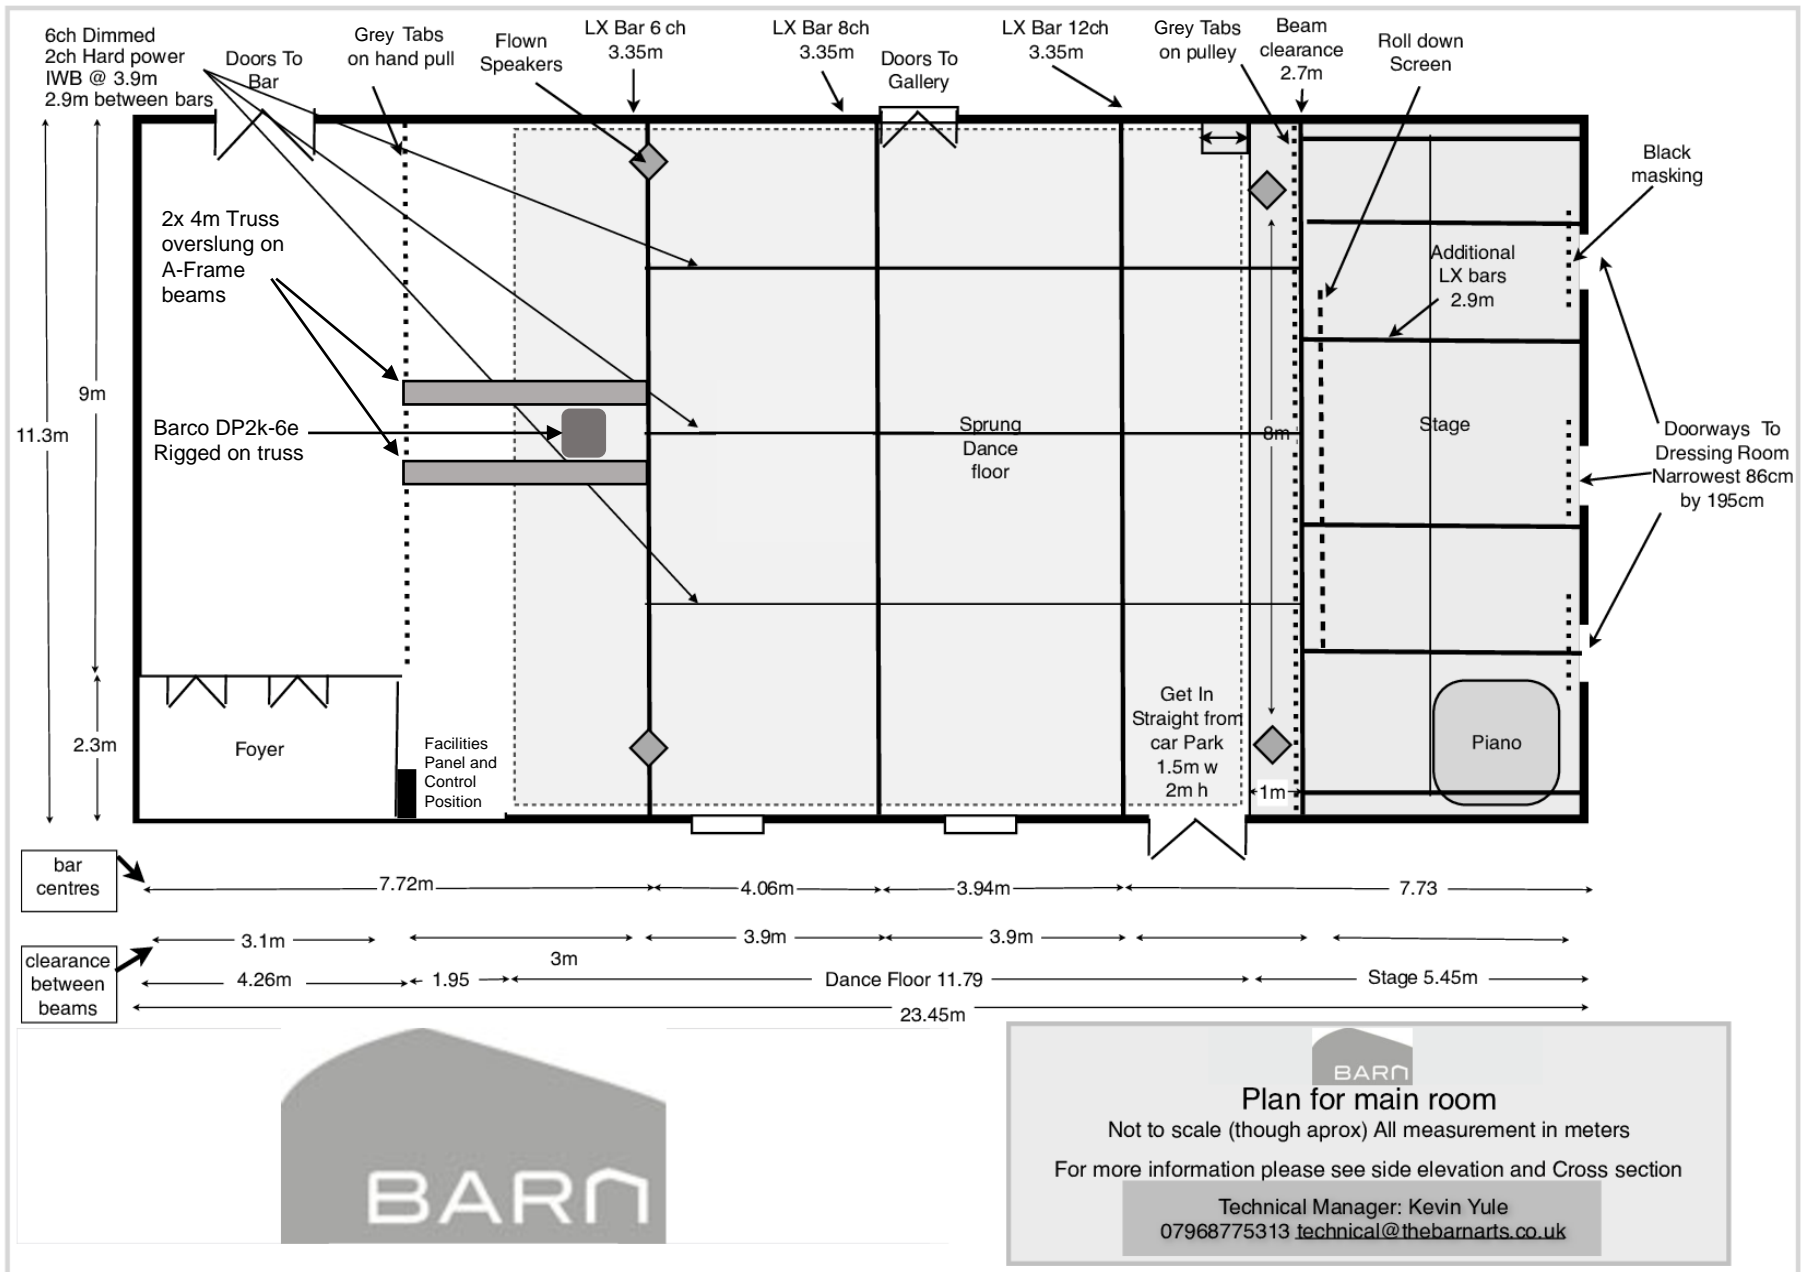 6ch Dimmed
2ch Hard power
IWB @ 3.9m
2.9m between bars
Doors To
Bar
Grey Tabs
on hand pull
Flown
Speakers
LX Bar 6 ch
3.35m
LX Bar 8ch
3.35m
Doors To
Gallery
LX Bar 12ch
3.35m
Grey Tabs
on pulley
Beam
clearance
2.7m
Roll down
Screen
Black
masking
2x 4m Truss
overslung on
A-Frame
beams
Additional
LX bars
2.9m
9m
11.3m
Barco DP2k-6e
Rigged on truss
Sprung
Dance
floor
8m
Stage
Doorways To
Dressing Room
Narrowest 86cm
by 195cm
2.3m
Foyer
Facilities
Panel and
Control
Position
Get In
Straight from
car Park
1.5m w
2m h
1m
Piano
bar
centres
7.72m
4.06m
3.94m
7.73
clearance
between
beams
3.1m
3m
3.9m
3.9m
4.26m
1.95
Dance Floor 11.79
Stage 5.45m
23.45m
BARN
BARN
Plan for main room
Not to scale (though aprox) All measurement in meters
For more information please see side elevation and Cross section
Technical Manager: Kevin Yule
07968775313 technical@thebarnarts.co.uk